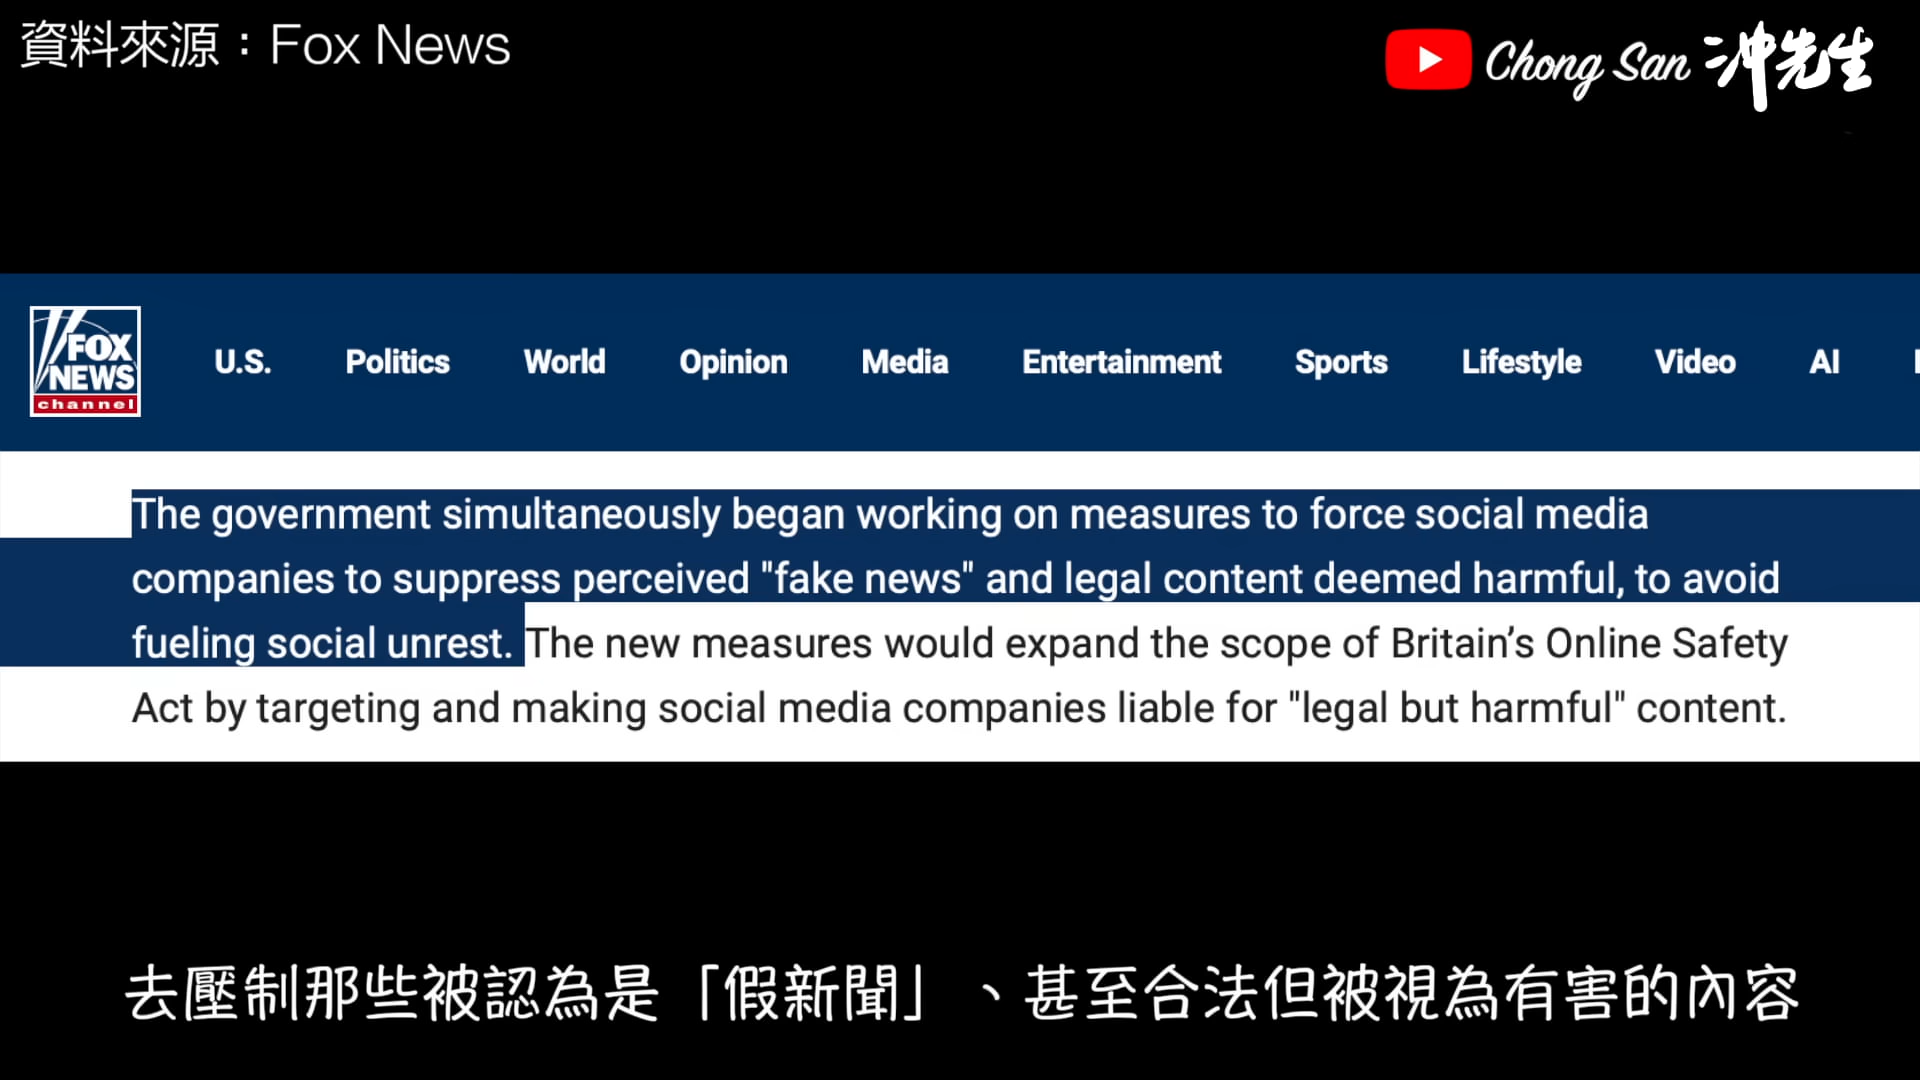 資料來源：Fox News
Chong San 沖先生
FOX
NEWS
channel
U.S. Politics World Opinion Media Entertainment Sports Lifestyle Video AI
The government simultaneously began working on measures to force social media
companies to suppress perceived "fake news" and legal content deemed harmful, to avoid
fueling social unrest. The new measures would expand the scope of Britain’s Online Safety
Act by targeting and making social media companies liable for "legal but harmful" content.
去壓制那些被認為是「假新聞」、甚至合法但被視為有害的內容